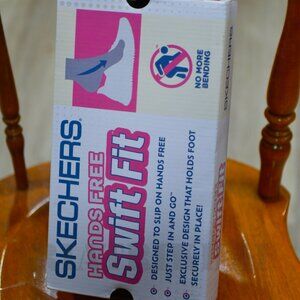 SKECHERS
HANDS FREE
Swift Fit
DESIGNED TO SLIP ON HANDS FREE
JUST STEP IN AND GO™
EXCLUSIVE DESIGN THAT HOLDS FOOT
SECURELY IN PLACE!
NO MORE
BENDING
SKECHERS